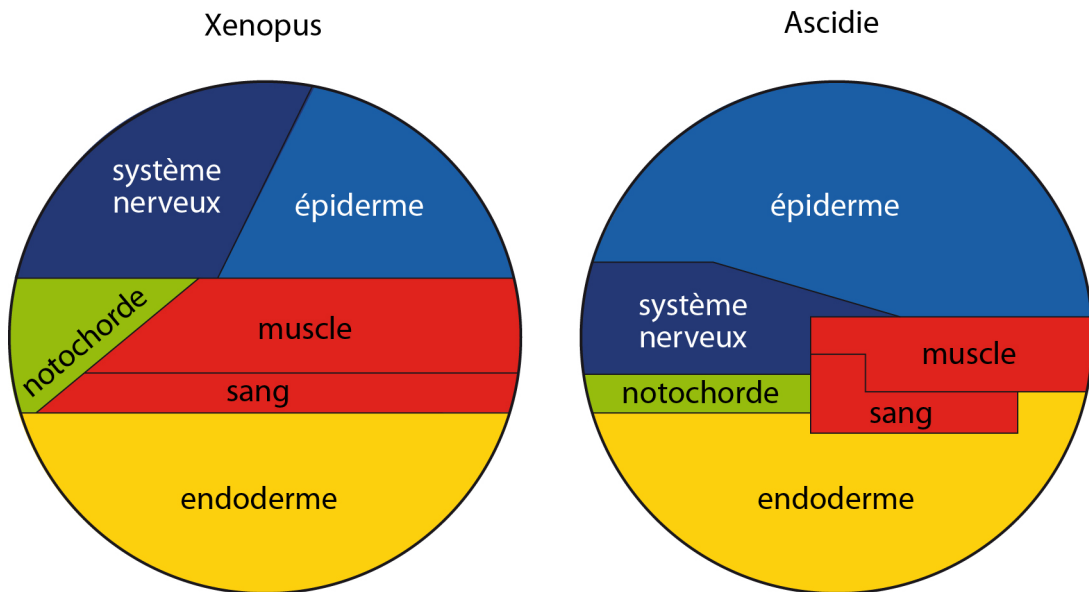 Xenopus
système
nerveux
épiderme
notochorde
muscle
sang
endoderme
Ascidie
épiderme
système
nerveux
muscle
notochorde
sang
endoderme